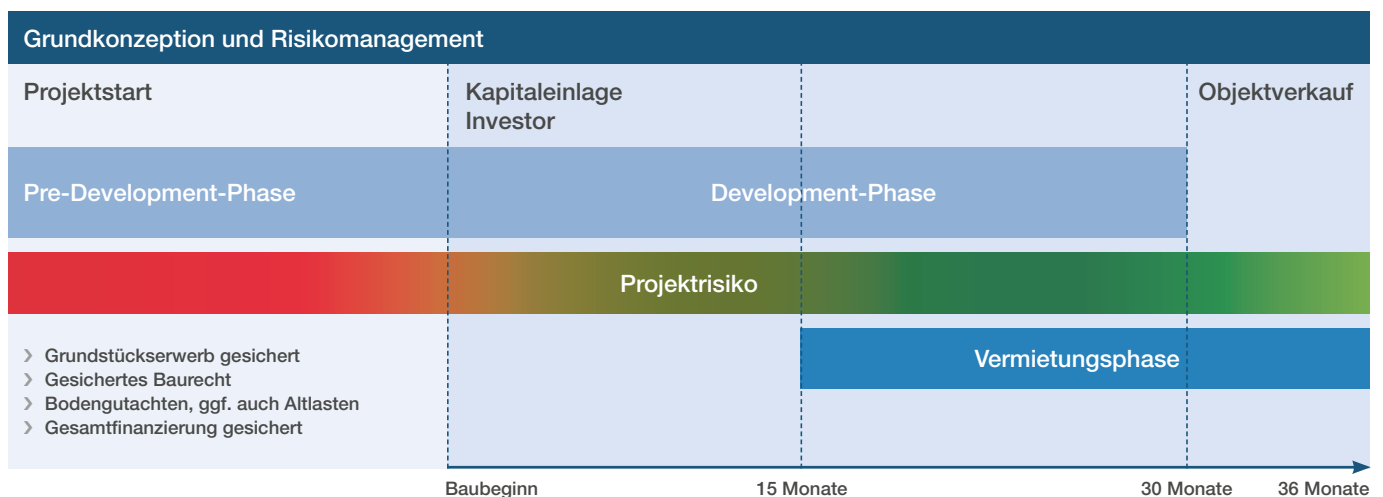 Grundkonzeption und Risikomanagement
Projektstart
Kapitaleinlage
Investor
Objektverkauf
Pre-Development-Phase
Development-Phase
Projektrisiko
Vermietungsphase
› Grundstückserwerb gesichert
› Gesichertes Baurecht
› Bodengutachten, ggf. auch Altlasten
› Gesamtfinanzierung gesichert
Baubeginn
15 Monate
30 Monate
36 Monate